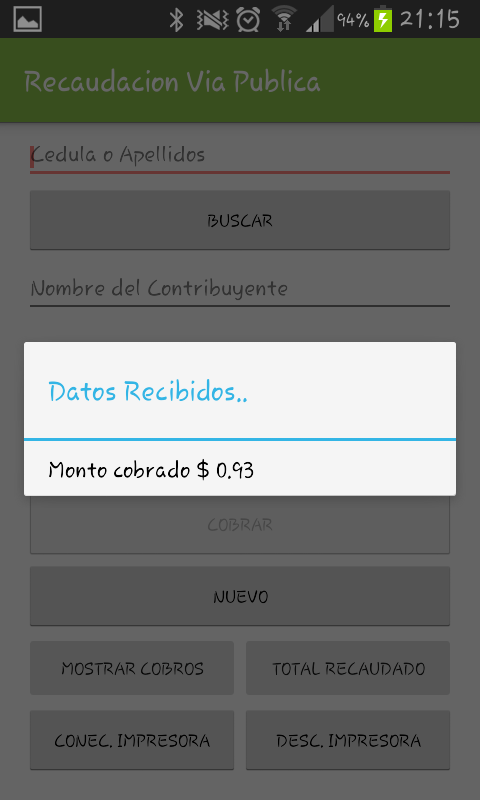 94% 21:15
Recaudacion Via Publica
Cedula o Apellidos
BUSCAR
Nombre del Contribuyente
Datos Recibidos..
Monto cobrado $ 0.93
COBRAR
NUEVO
MOSTRAR COBROS TOTAL RECAUDADO
CONEC. IMPRESORA DESC. IMPRESORA